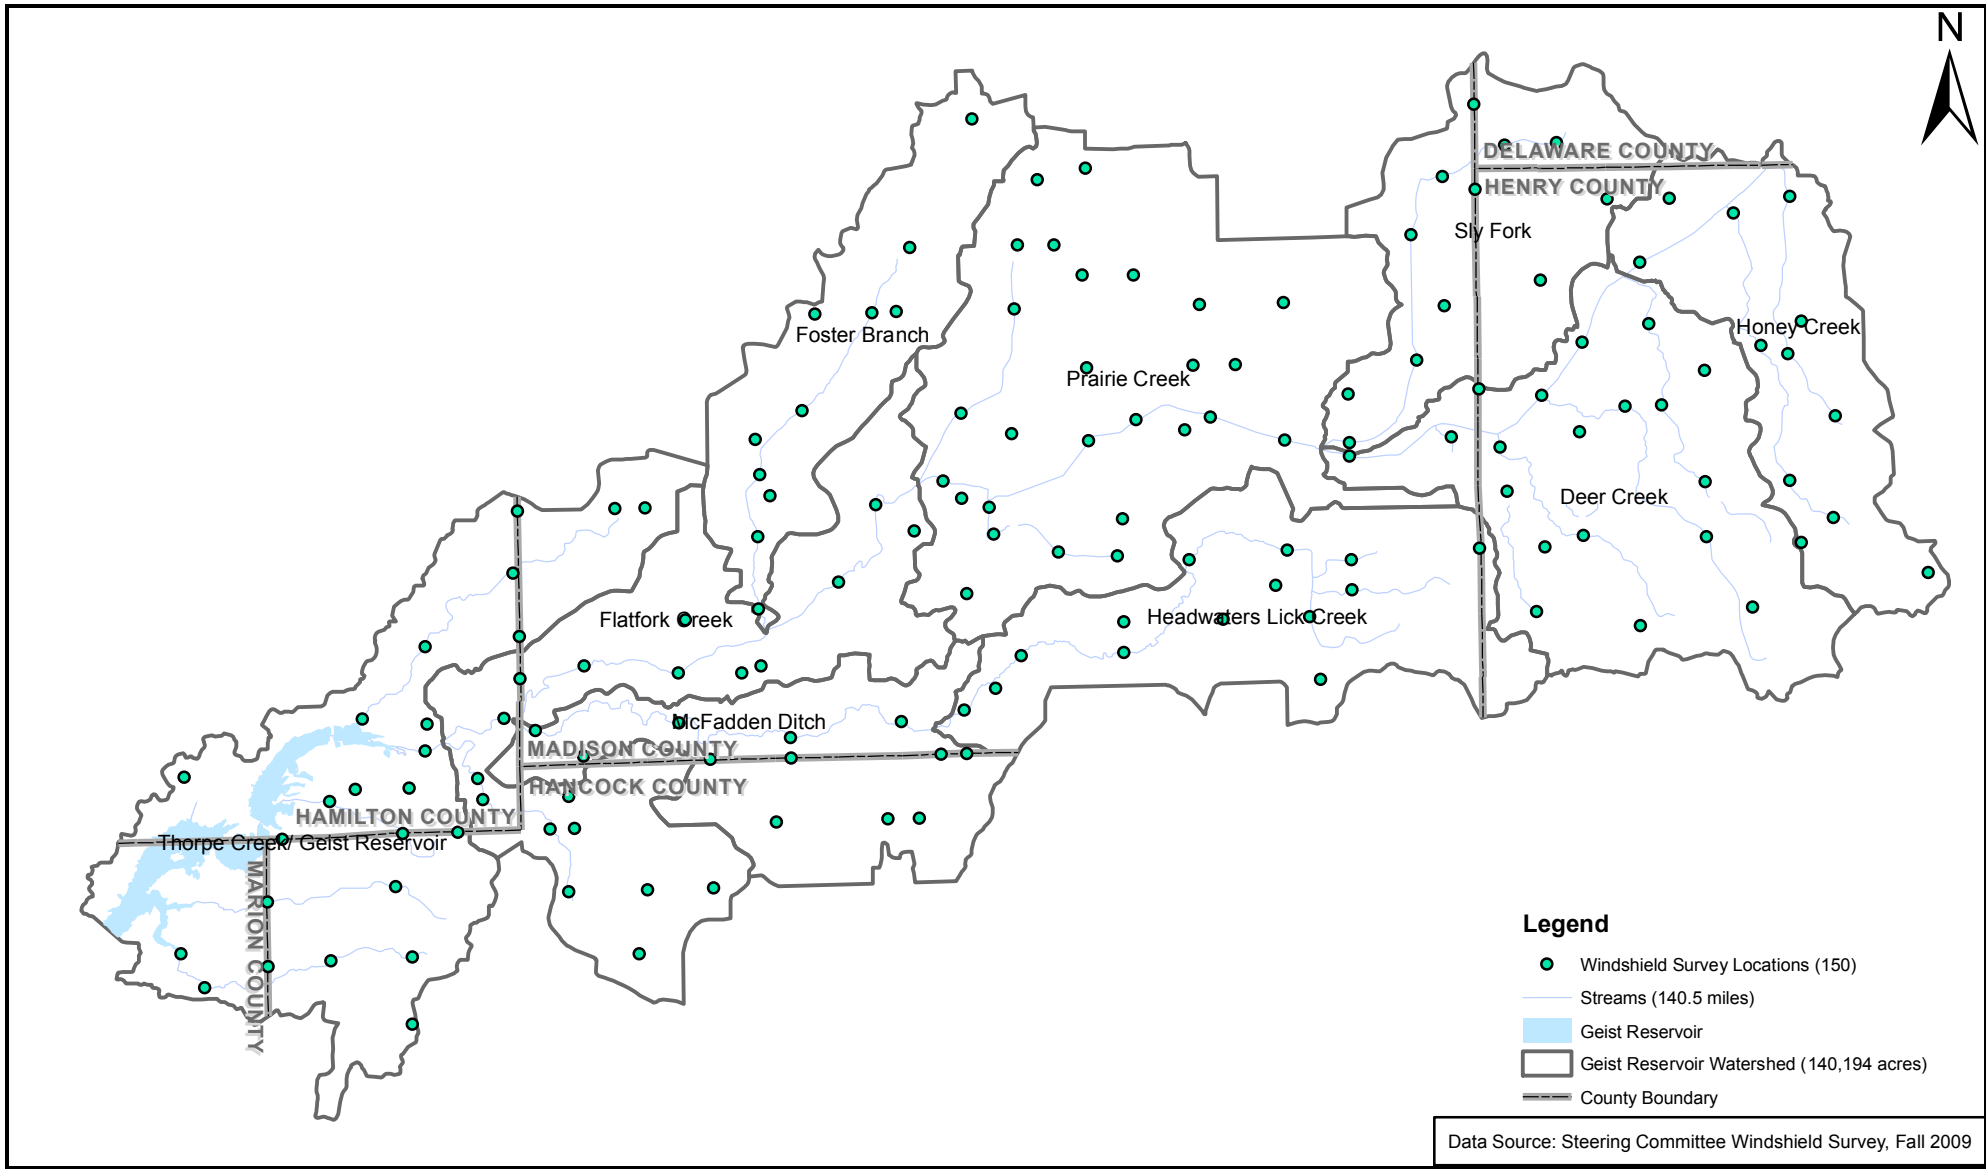 N
DELAWARE COUNTY
HENRY COUNTY
Sly Fork
Honey Creek
Foster Branch
Prairie Creek
Deer Creek
Flatfork Creek
Headwaters Lick Creek
McFadden Ditch
MADISON COUNTY
HANCOCK COUNTY
HAMILTON COUNTY
Thorpe Creek/ Geist Reservoir
MARION COUNTY
Legend
Windshield Survey Locations (150)
Streams (140.5 miles)
Geist Reservoir
Geist Reservoir Watershed (140,194 acres)
County Boundary
Data Source: Steering Committee Windshield Survey, Fall 2009